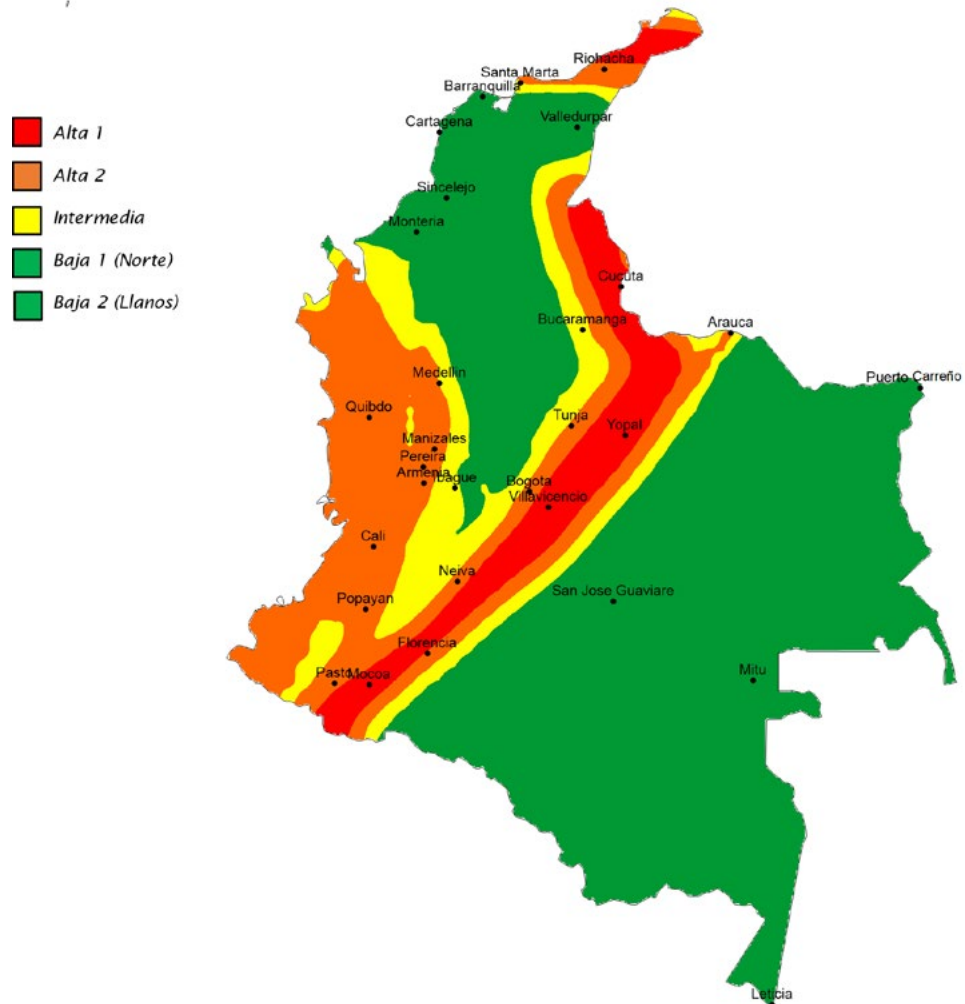 Riohacha
Santa Marta
Barranquilla
Alta 1
Cartagena
Valledurpar
Alta 2
Sincelejo
Intermedia
Monteria
Baja 1 (Norte)
Cucuta
Baja 2 (Llanos)
Bucaramanga
Arauca
Medellin
Puerto Carreño
Quibdo
Tunja
Yopal
Manizales
Pereira
Armenia
Ibague
Bogota
Villavicencio
Cali
Neiva
San Jose Guaviare
Popayan
Florencia
Pasto
Mocoa
Mitu
Leticia